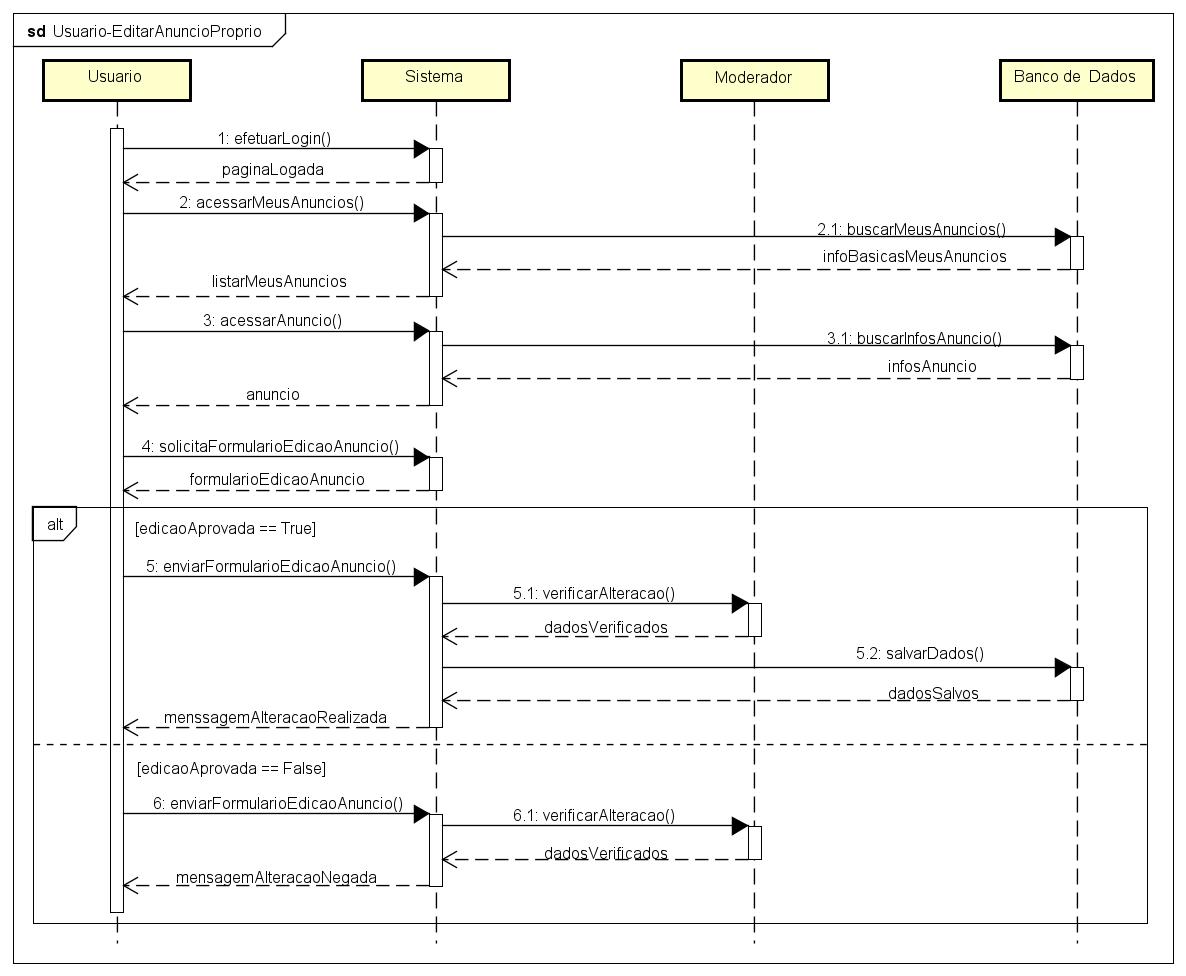 sd Usuario-EditarAnuncioProprio
Usuario
Sistema
Moderador
Banco de Dados
1: efetuarLogin()
paginaLogada
2: acessarMeusAnuncios()
2.1: buscarMeusAnuncios()
infoBasicasMeusAnuncios
listarMeusAnuncios
3: acessarAnuncio()
3.1: buscarInfosAnuncio()
infosAnuncio
anuncio
4: solicitaFormularioEdicaoAnuncio()
formularioEdicaoAnuncio
alt
[edicaoAprovada == True]
5: enviarFormularioEdicaoAnuncio()
5.1: verificarAlteracao()
dadosVerificados
5.2: salvarDados()
dadosSalvos
menssagemAlteracaoRealizada
[edicaoAprovada == False]
6: enviarFormularioEdicaoAnuncio()
6.1: verificarAlteracao()
dadosVerificados
mensagemAlteracaoNegada